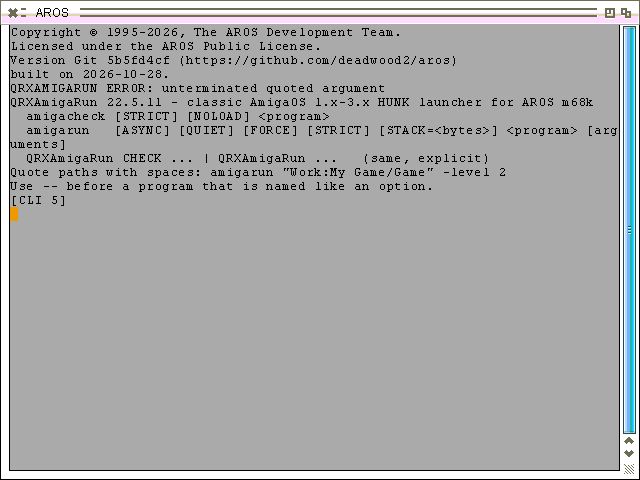 AROS
Copyright © 1995-2026, The AROS Development Team.
Licensed under the AROS Public License.
Version Git 5b5fd4cf (https://github.com/deadwood2/aros)
built on 2026-10-28.
QRXAMIGARUN ERROR: unterminated quoted argument
QRXAmigaRun 22.5.11 - classic AmigaOS 1.x-3.x HUNK launcher for AROS m68k
  amigacheck [STRICT] [NOLOAD] <program>
  amigarun   [ASYNC] [QUIET] [FORCE] [STRICT] [STACK=<bytes>] <program> [arg
uments]
  QRXAmigaRun CHECK ... | QRXAmigaRun ...   (same, explicit)
Quote paths with spaces: amigarun "Work:My Game/Game" -level 2
Use -- before a program that is named like an option.
[CLI 5]